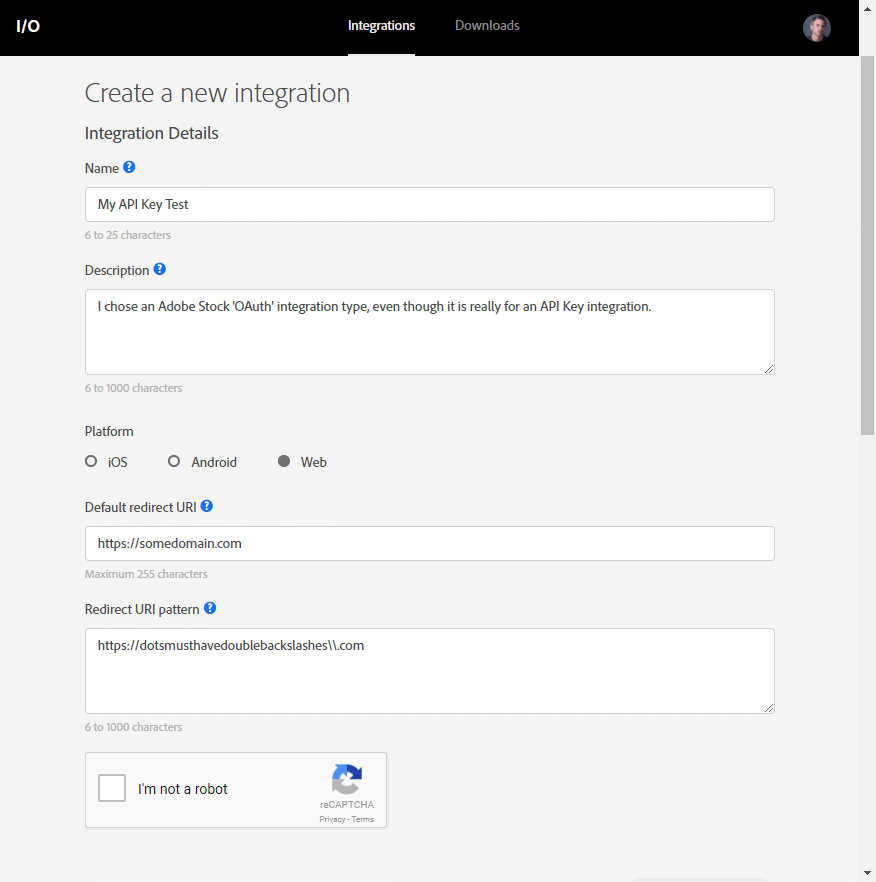 I/O
Integrations
Downloads
Create a new integration
Integration Details
Name ?
My API Key Test
6 to 25 characters
Description ?
I chose an Adobe Stock 'OAuth' integration type, even though it is really for an API Key integration.
6 to 1000 characters
Platform
iOS
Android
Web
Default redirect URI ?
https://somedomain.com
Maximum 255 characters
Redirect URI pattern ?
https://dotsmusthavedoublebackslashes\\.com
6 to 1000 characters
I'm not a robot
reCAPTCHA
Privacy - Terms